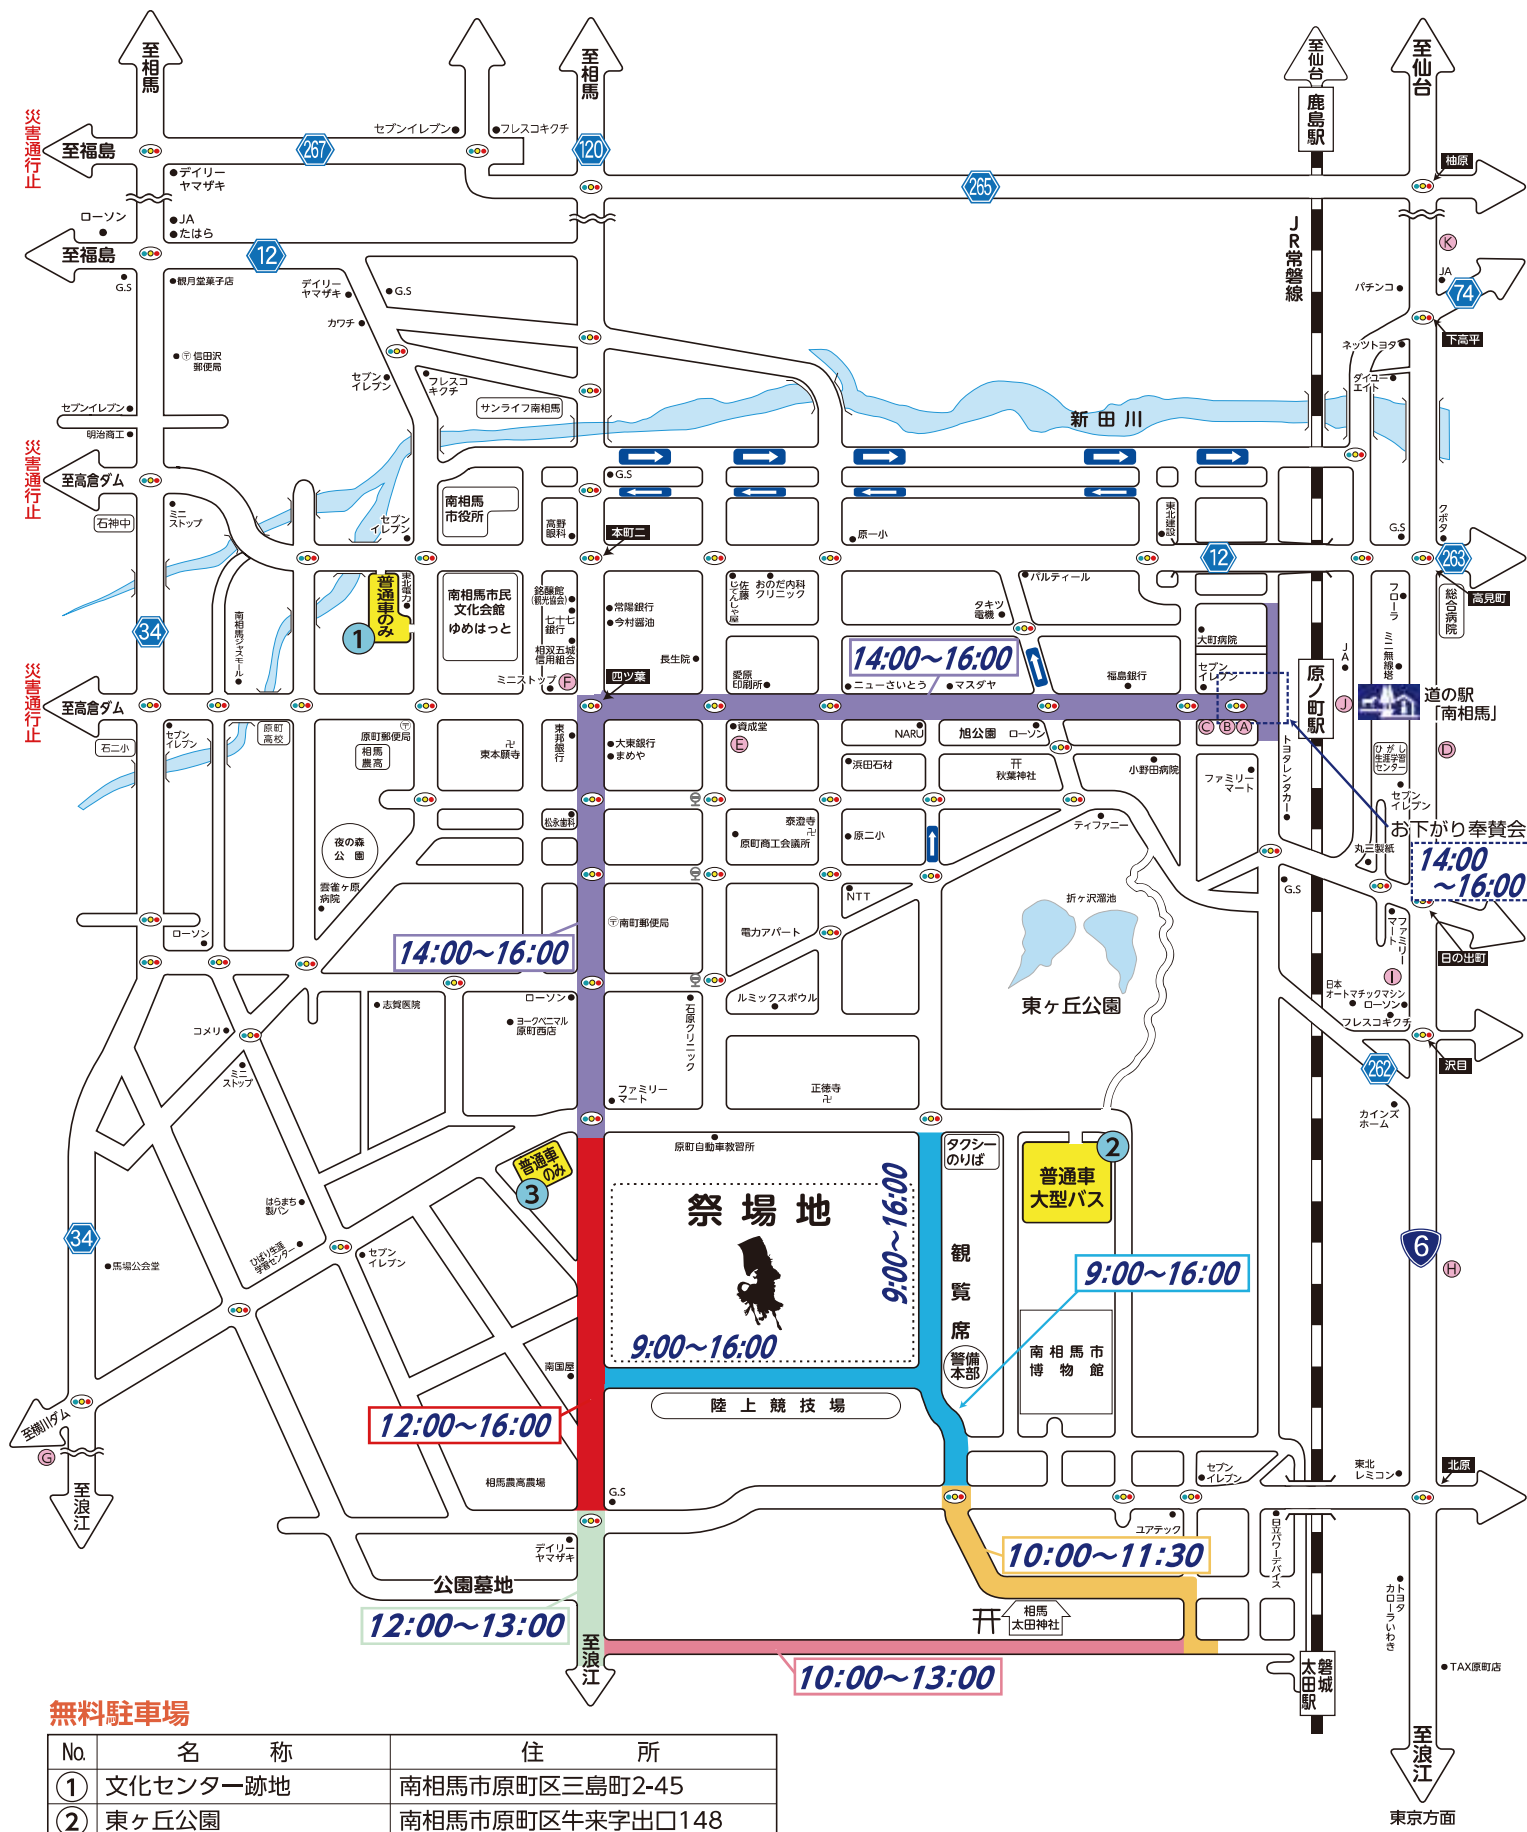 至相馬
至相馬
至仙台
至仙台
災害通行止
至福島
267
セブンイレブン
フレスコキクチ
120
鹿島駅
265
柚原
デイリー
ヤマザキ
ローソン
JA
たはら
至福島
12
G.S
観月堂菓子店
デイリー
ヤマザキ
G.S
カワチ
JR常磐線
K
JA
パチンコ
74
下高平
ネッツトヨタ
ダイユー
エイト
〒信田沢
郵便局
セブン
イレブン
フレスコ
キクチ
サンライフ南相馬
新田川
セブンイレブン
明治商工
災害通行止
至高倉ダム
石神中
ミニ
ストップ
セブン
イレブン
南相馬
市役所
高野
眼科
G.S
本町二
原一小
東北建設
12
G.S
クボタ
263
高見町
34
南相馬ジャスモール
普通車のみ
1
東北電力
南相馬市民
文化会館
ゆめはっと
銘醸館
(観光協会)
七十七
銀行
相双五城
信用組合
ミニストップ
F
常陽銀行
今村醤油
四ツ葉
長生院
佐藤
じてんしゃ屋
おのだ内科
クリニック
愛原
印刷所
パルティール
タキツ
電機
14:00～16:00
ニューさいとう
マスダヤ
福島銀行
大町病院
セブン
イレブン
原ノ町駅
JA
J
フローラ
ミニ無線塔
総合病院
道の駅
「南相馬」
災害通行止
至高倉ダム
石二小
セブン
イレブン
原町
高校
〒
原町郵便局
相馬
農高
卍
東本願寺
東邦銀行
大東銀行
まめや
資成堂
E
NARU
旭公園
ローソン
C
B
A
浜田石材
秋葉神社
小野田病院
ファミリー
マート
トヨタレンタカー
ひがし
生涯学習
センター
D
セブン
イレブン
お下がり奉賛会
14:00
～16:00
丸三製紙
夜の森
公園
雲雀ヶ原
病院
松永歯科
泰澄寺
卍
原町商工会議所
原二小
ティファニー
NTT
折ヶ沢溜池
G.S
ファミリー
マート
日の出町
ローソン
14:00～16:00
〒南町郵便局
電力アパート
I
日本
オートマチックマシン
ローソン
フレスコキクチ
東ヶ丘公園
志賀医院
ローソン
ヨークベニマル
原町西店
石原クリニック
ルミックスボウル
コメリ
ミニ
ストップ
262
沢目
カインズ
ホーム
ファミリー
マート
正徳寺
卍
原町自動車教習所
タクシー
のりば
2
普通車
大型バス
普通車
のみ
3
祭場地
9:00～16:00
9:00～16:00
観覧席
警備
本部
9:00～16:00
南相馬市
博物館
6
H
はらまち
製パン
ひばり生涯
学習センター
セブン
イレブン
34
馬場公会堂
南国屋
12:00～16:00
陸上競技場
至横川ダム
G
至浪江
相馬農高農場
G.S
セブン
イレブン
東北
レミコン
北原
デイリー
ヤマザキ
公園墓地
12:00～13:00
ユアテック
日立パワーデバイス
10:00～11:30
相馬
太田神社
トヨタ
カローラいわき
至浪江
10:00～13:00
磐城
太田駅
TAX原町店
至浪江
東京方面
無料駐車場
No. 名称 住所
1 文化センター跡地 南相馬市原町区三島町2-45
2 東ヶ丘公園 南相馬市原町区牛来字出口148